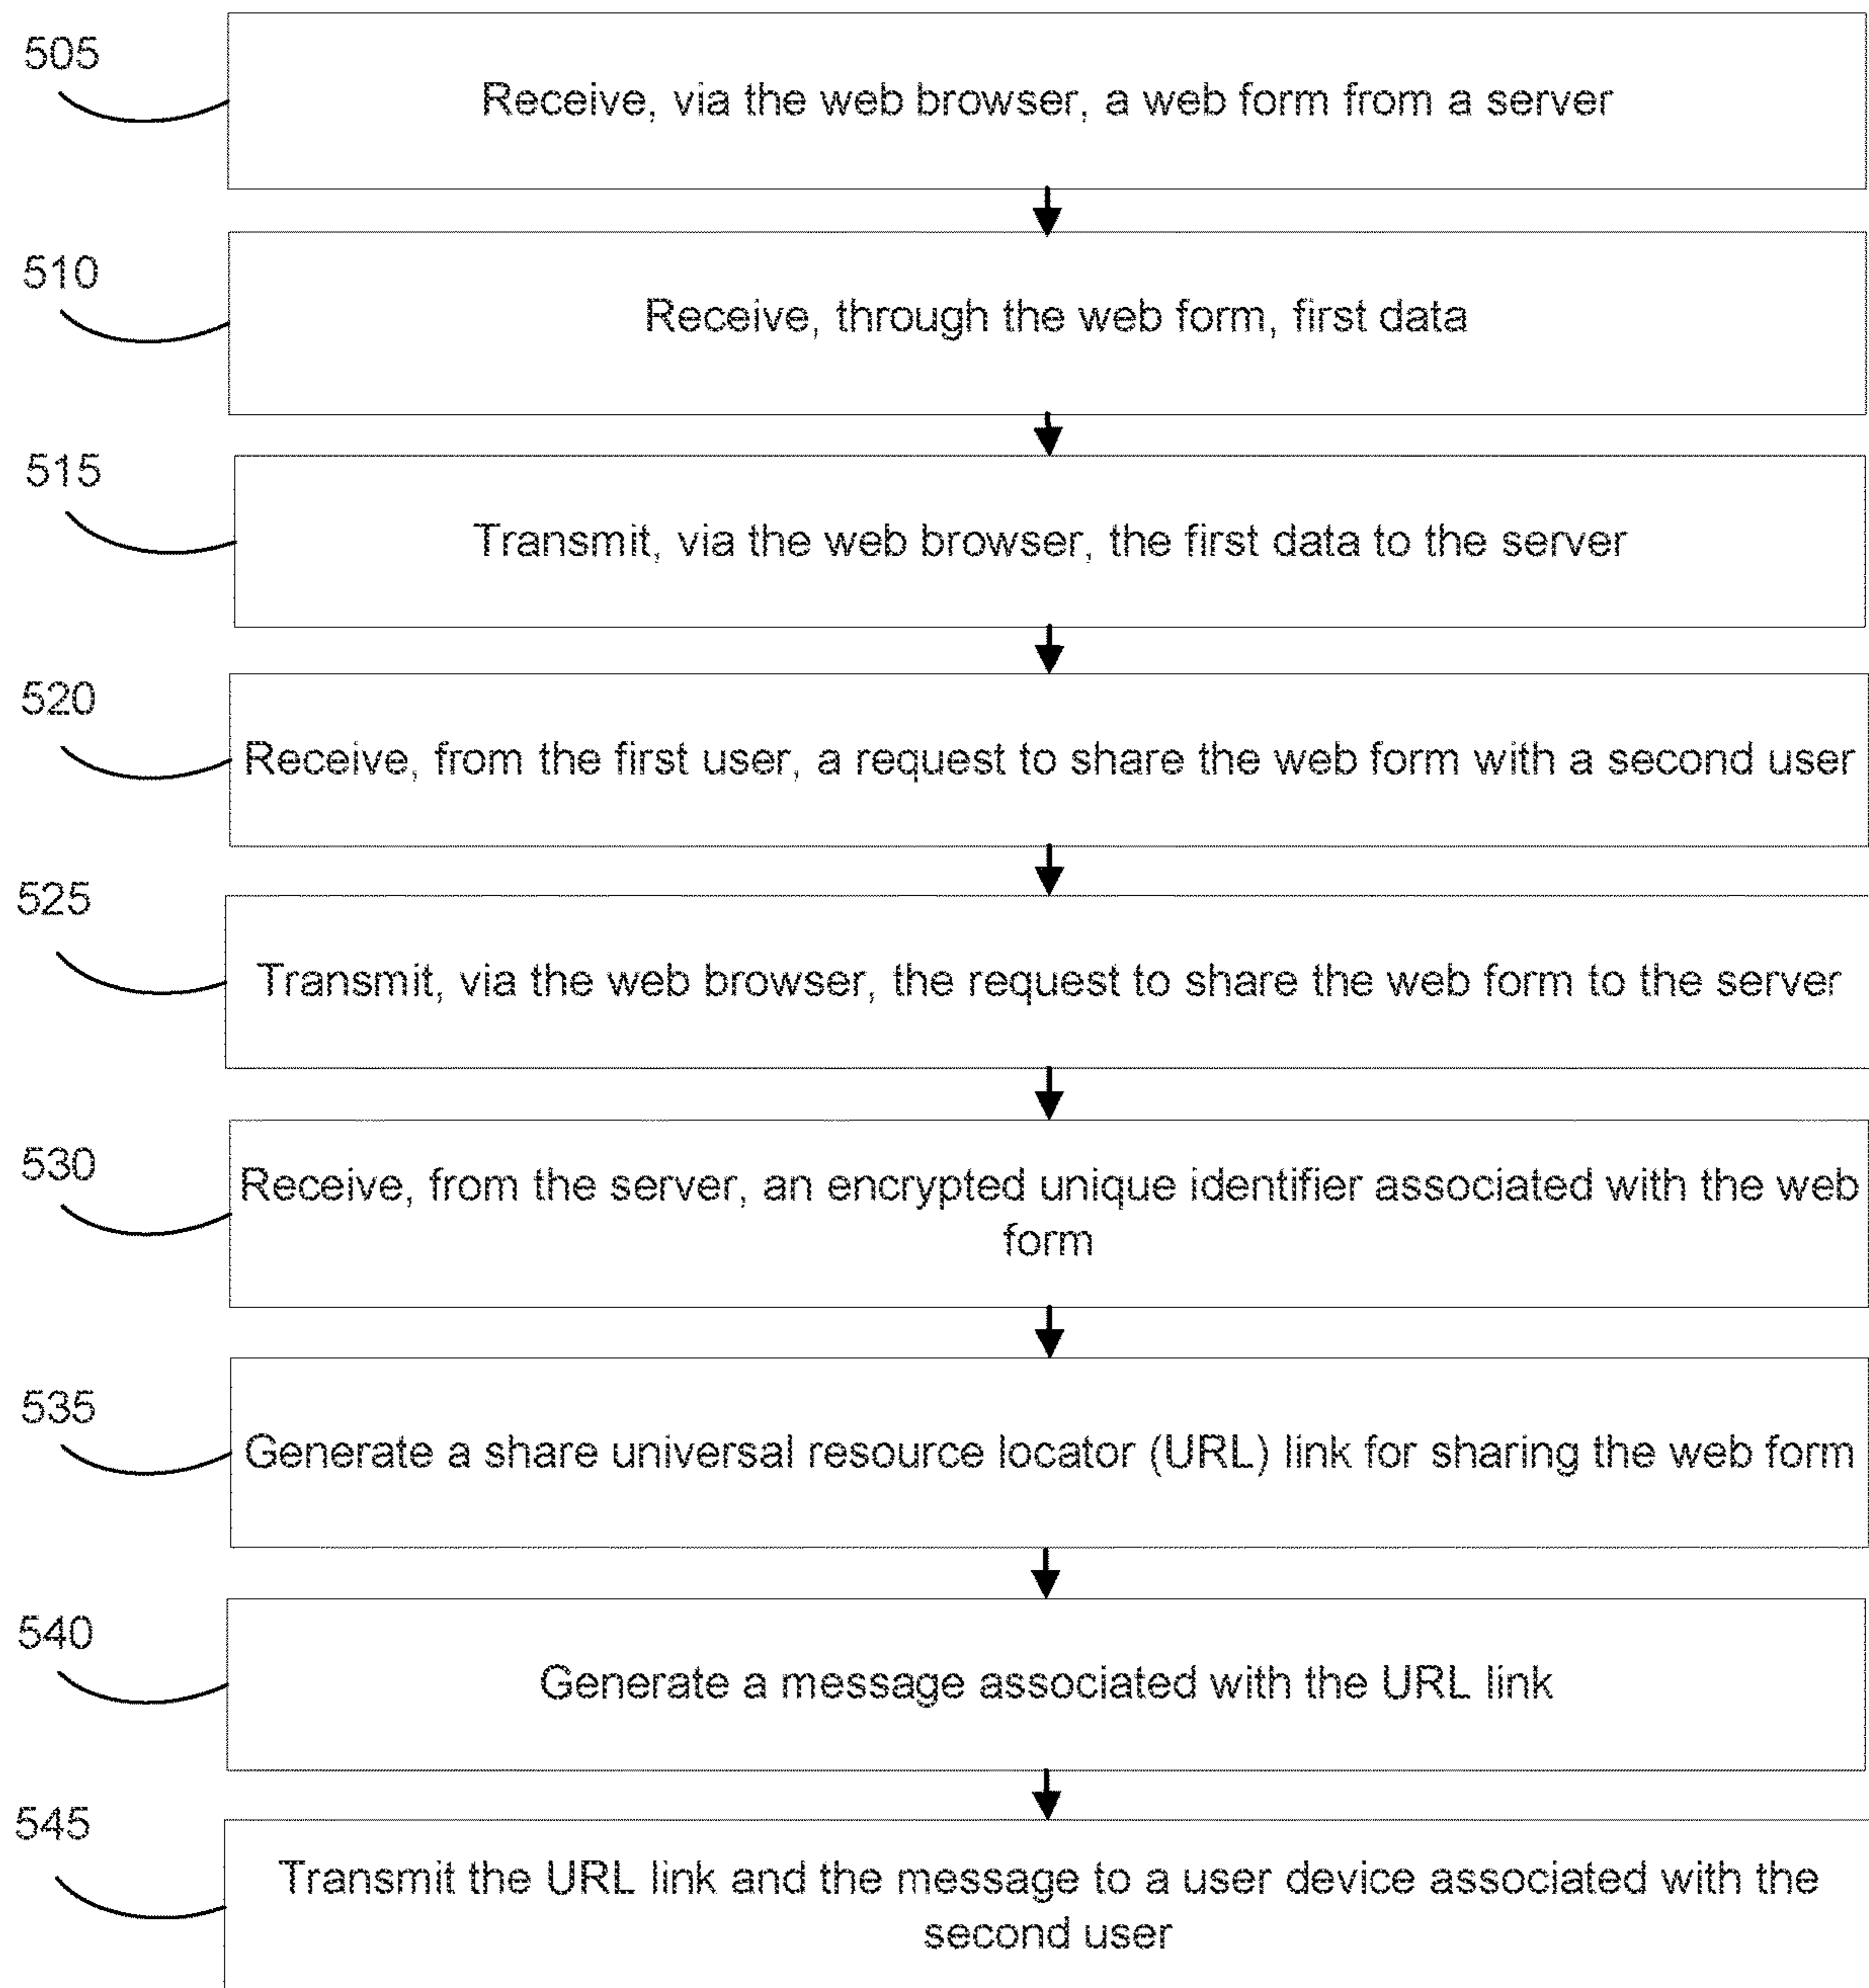 505
Receive, via the web browser, a web form from a server
510
Receive, through the web form, first data
515
Transmit, via the web browser, the first data to the server
520
Receive, from the first user, a request to share the web form with a second user
525
Transmit, via the web browser, the request to share the web form to the server
530
Receive, from the server, an encrypted unique identifier associated with the web
form
535
Generate a share universal resource locator (URL) link for sharing the web form
540
Generate a message associated with the URL link
545
Transmit the URL link and the message to a user device associated with the
second user